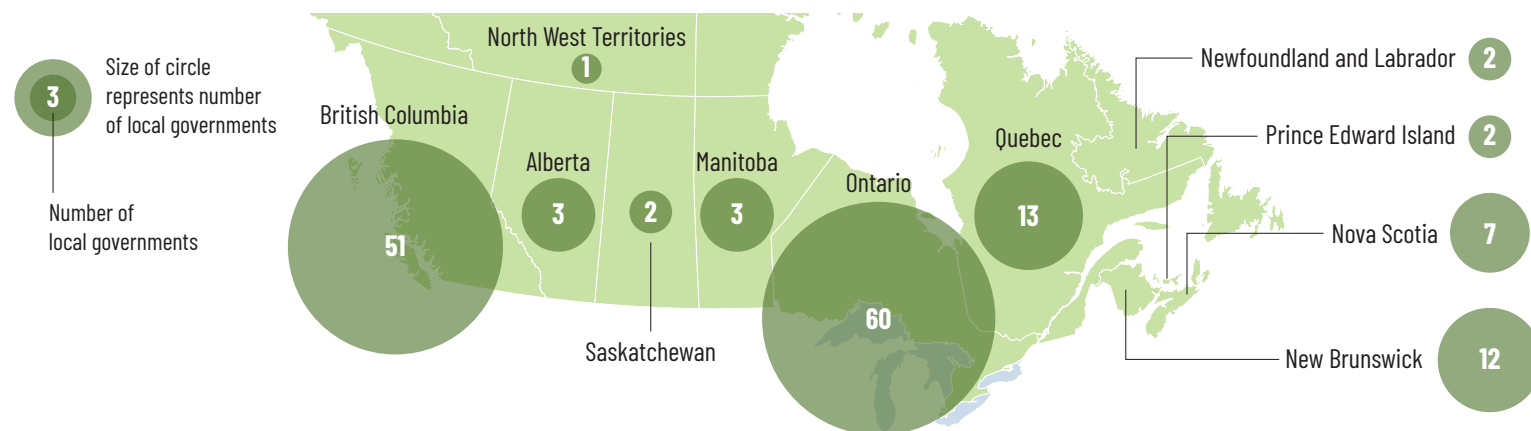 3
Size of circle
represents number
of local governments
Number of
local governments
North West Territories
1
British Columbia
51
Alberta
3
2
Saskatchewan
Manitoba
3
Ontario
60
Quebec
13
Newfoundland and Labrador
2
Prince Edward Island
2
Nova Scotia
7
New Brunswick
12